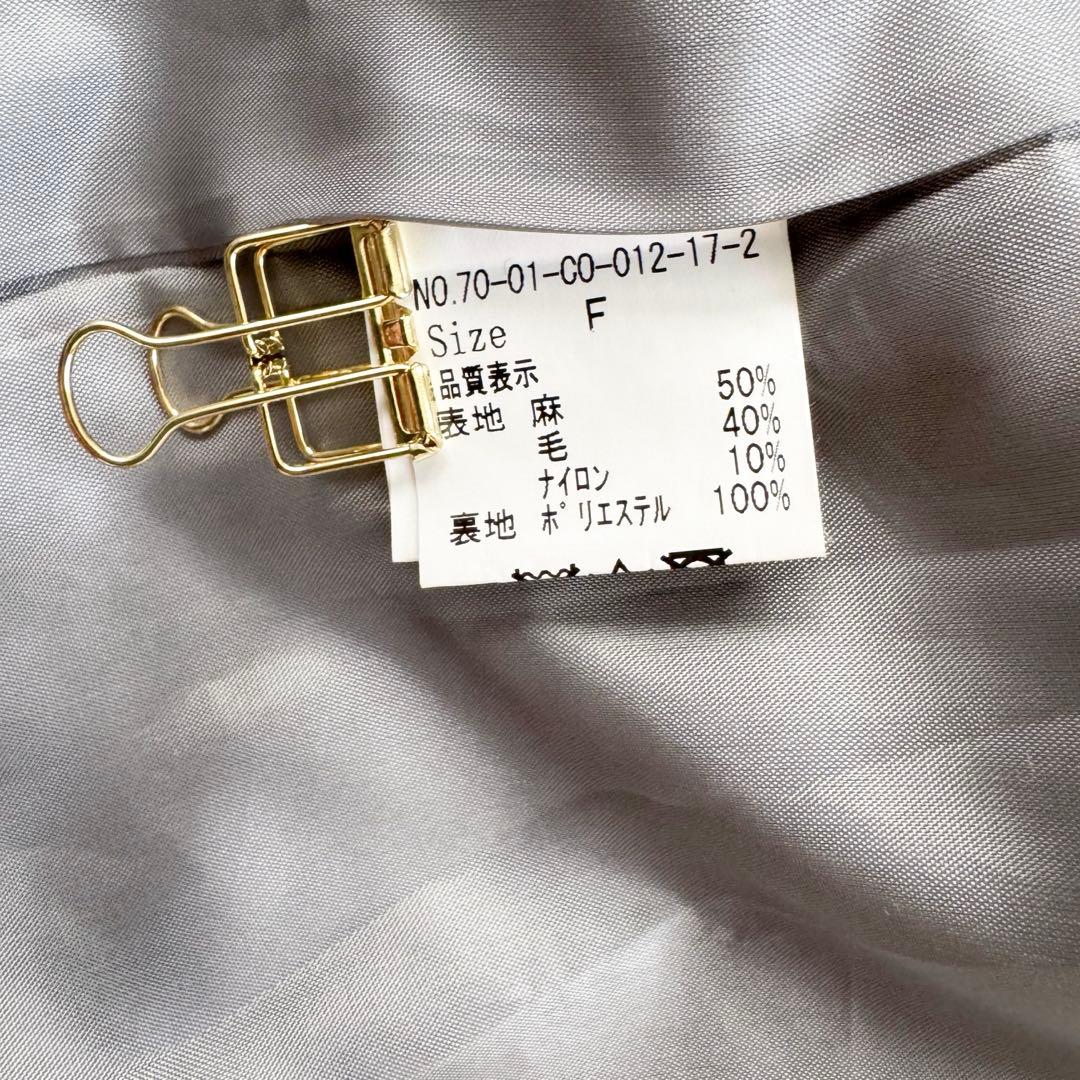 NO.70-01-CO-012-17-2
Size F
品質表示
表地 麻 50%
毛 40%
ナイロン 10%
裏地 ポリエステル 100%